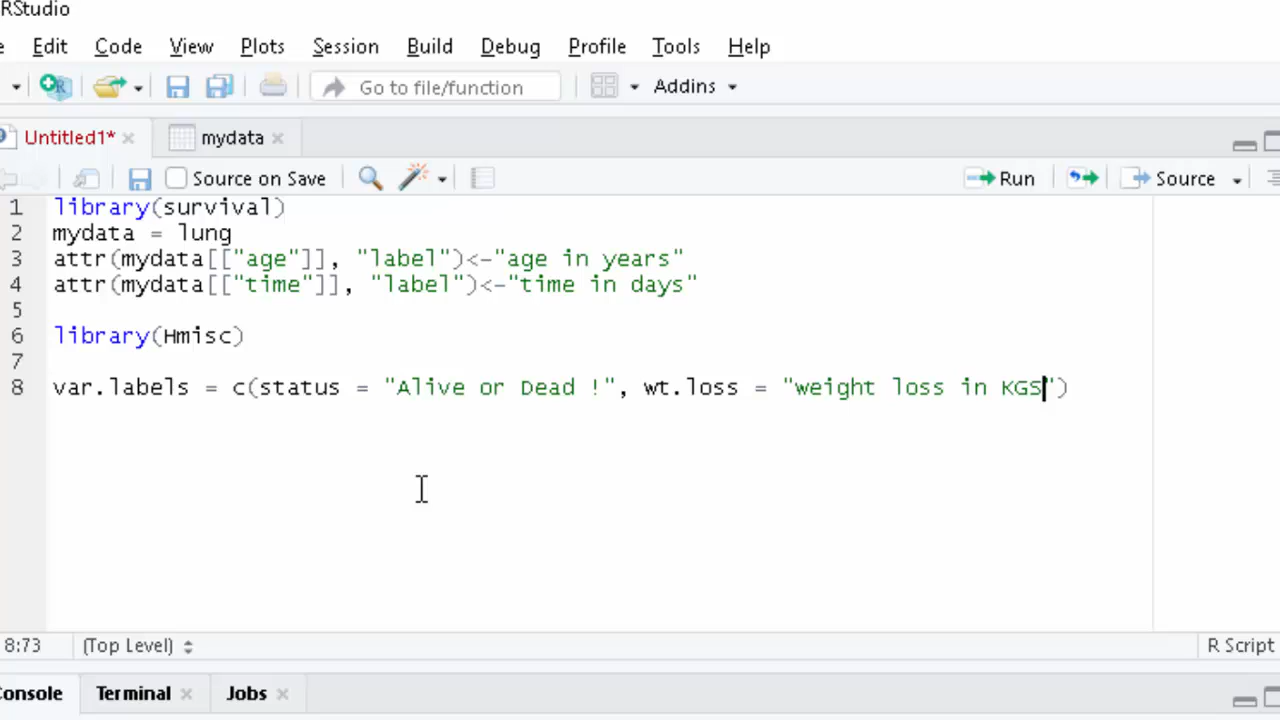 RStudio
e Edit Code View Plots Session Build Debug Profile Tools Help
Go to file/function Addins
Untitled1* mydata
Source on Save Run Source
1 library(survival)
2 mydata = lung
3 attr(mydata[["age"]], "label")<-"age in years"
4 attr(mydata[["time"]], "label")<-"time in days"
5
6 library(Hmisc)
7
8 var.labels = c(status = "Alive or Dead !", wt.loss = "weight loss in KGS")
8:73 (Top Level) R Script
Console Terminal Jobs